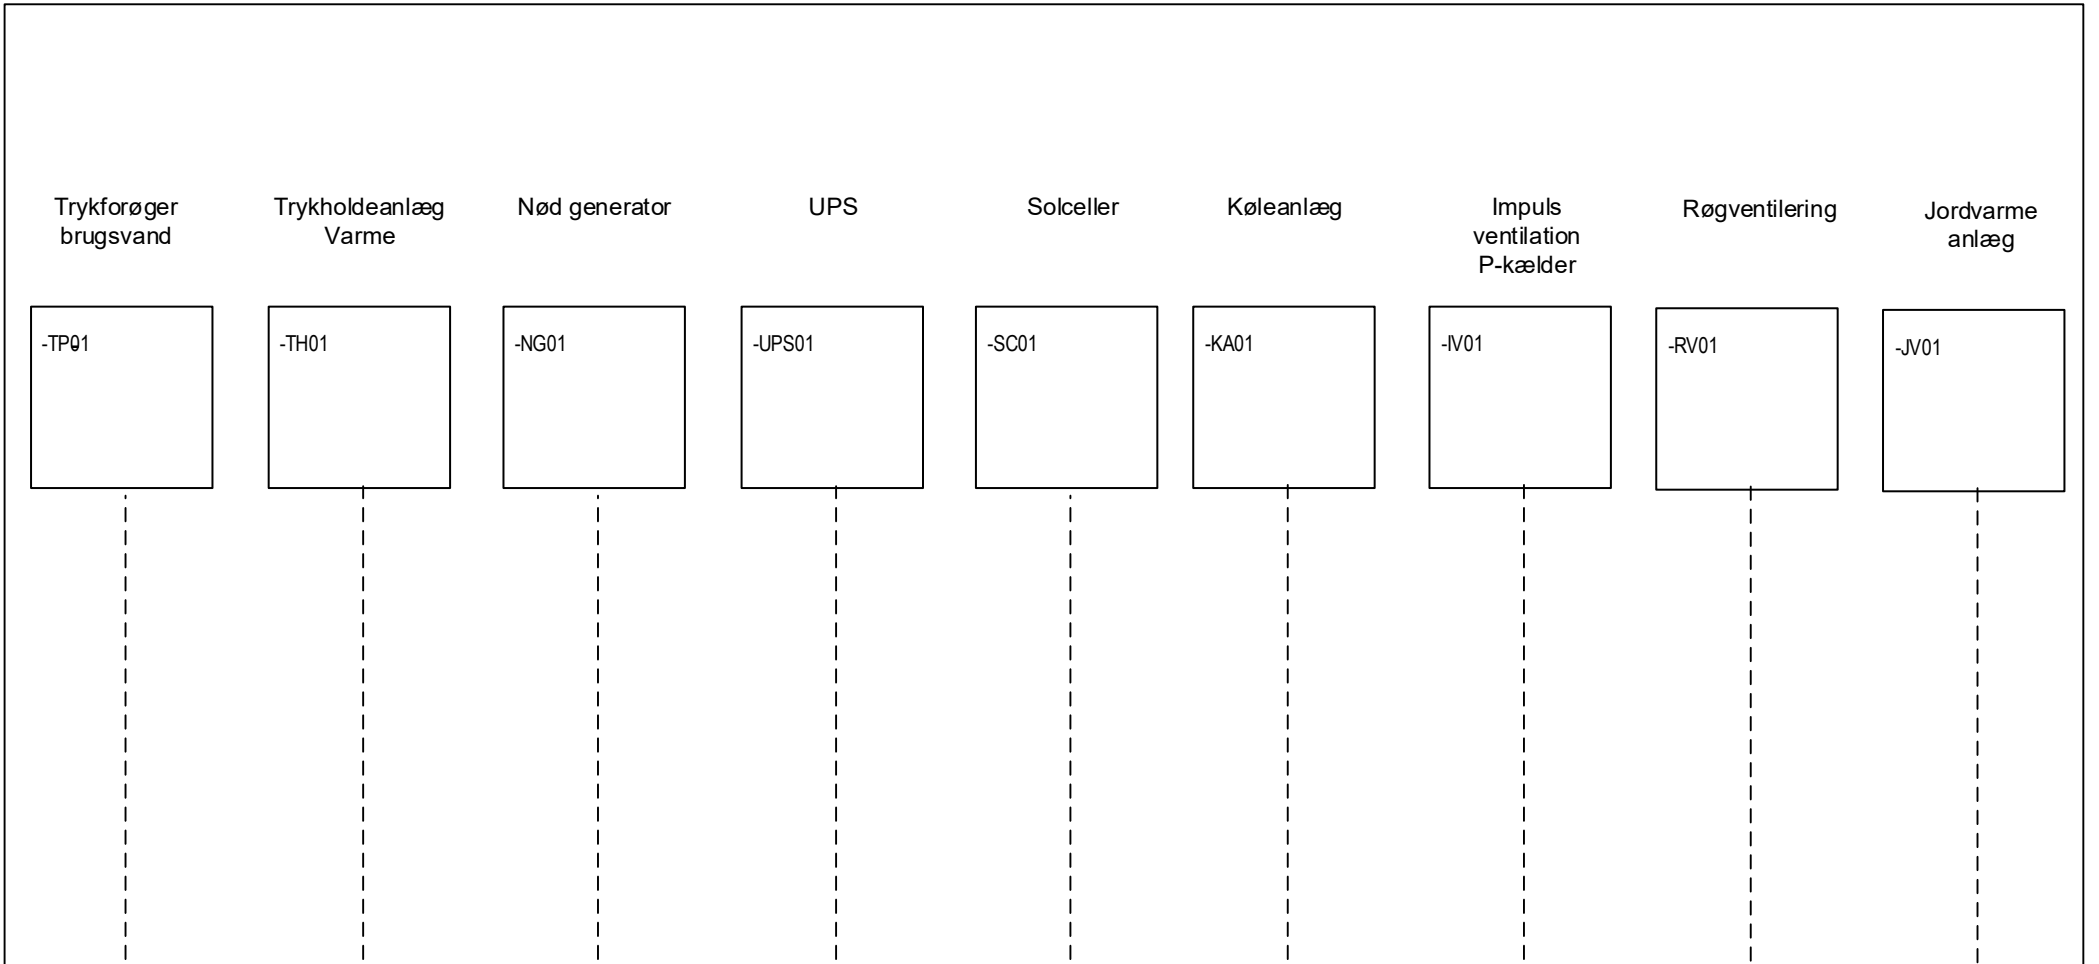 Trykforøger
brugsvand
Trykholdeanlæg
Varme
Nød generator
UPS
Solceller
Køleanlæg
Impuls
ventilation
P-kælder
Røgventilering
Jordvarme
anlæg
-TP01
-TH01
-NG01
-UPS01
-SC01
-KA01
-IV01
-RV01
-JV01